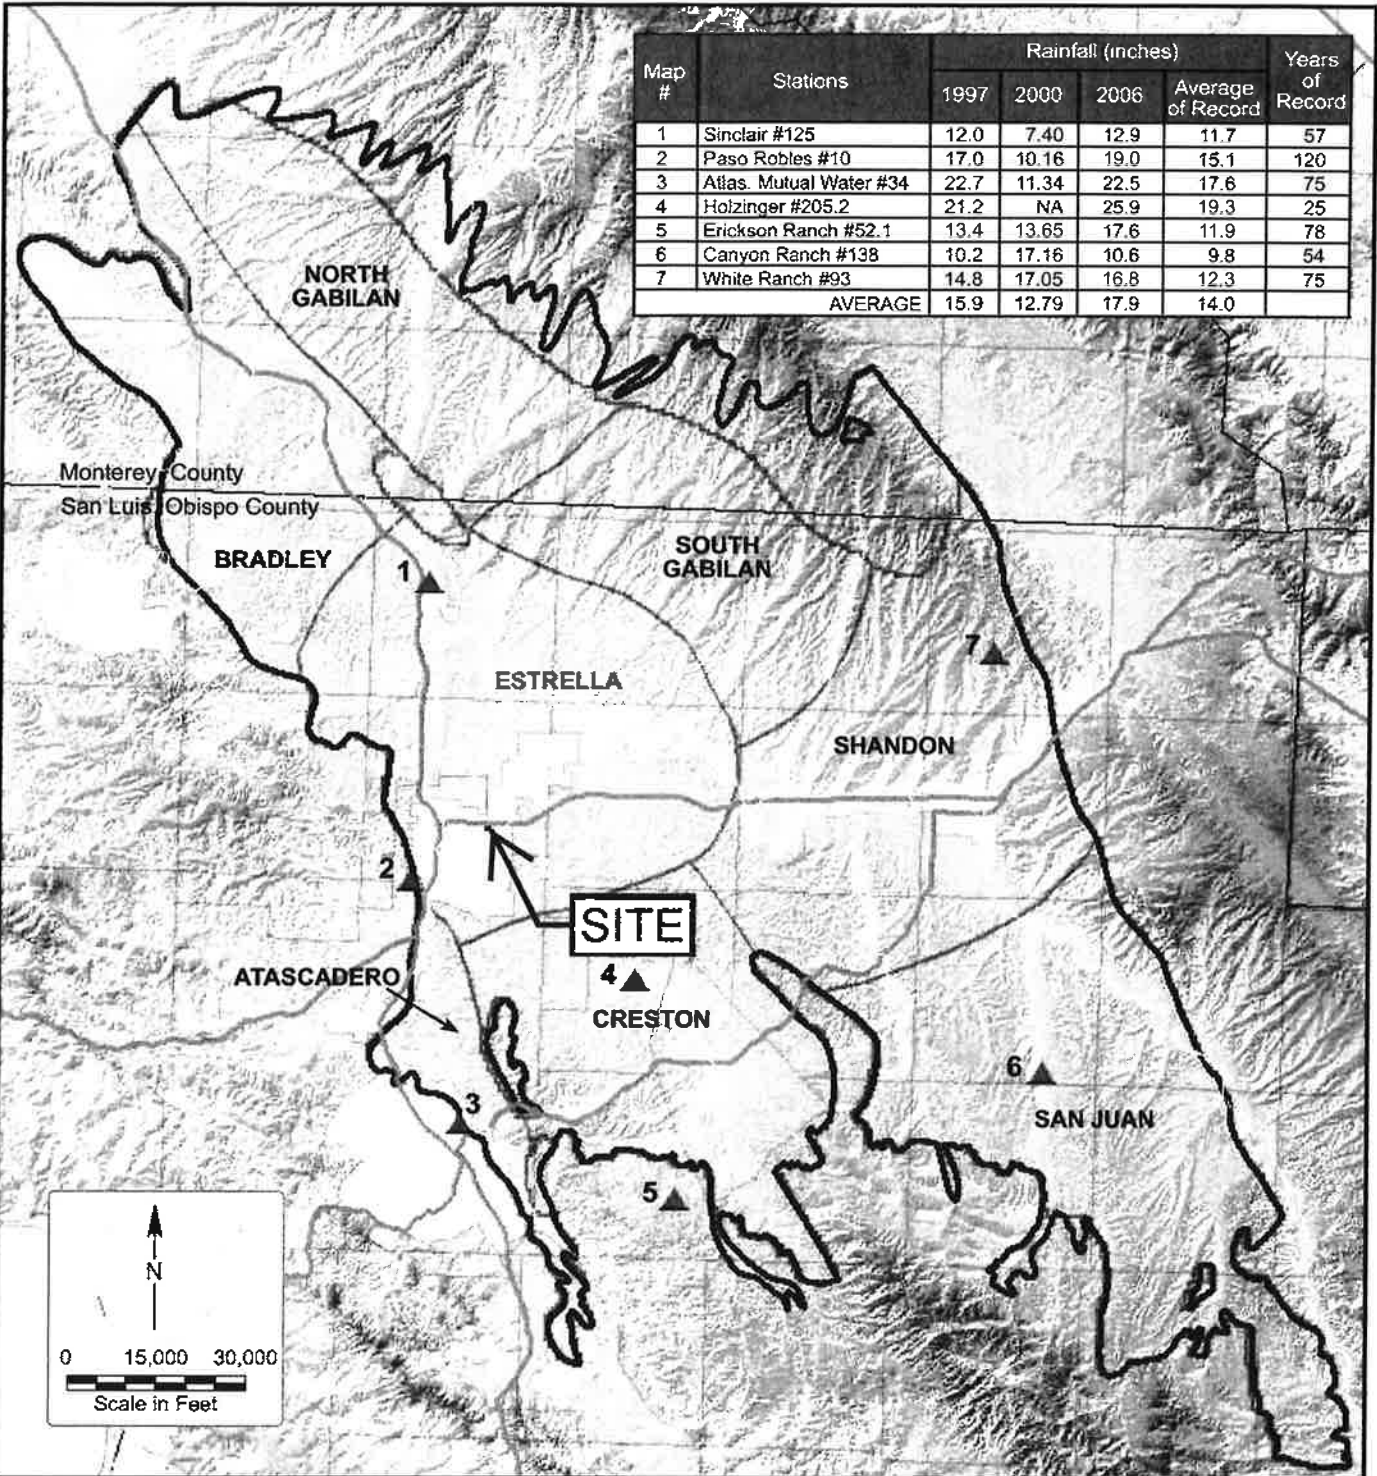 Map # Stations Rainfall (inches) Years of Record
1997 2000 2006 Average of Record
1 Sinclair #125 12.0 7.40 12.9 11.7 57
2 Paso Robles #10 17.0 10.16 19.0 15.1 120
3 Atlas. Mutual Water #34 22.7 11.34 22.5 17.6 75
4 Holzinger #205.2 21.2 NA 25.9 19.3 25
5 Erickson Ranch #52.1 13.4 13.65 17.6 11.9 78
6 Canyon Ranch #138 10.2 17.16 10.6 9.8 54
7 White Ranch #93 14.8 17.05 16.8 12.3 75
AVERAGE 15.9 12.79 17.9 14.0
NORTH
GABILAN
Monterey County
San Luis Obispo County
BRADLEY
SOUTH
GABILAN
1
7
ESTRELLA
SHANDON
2
SITE
ATASCADERO
4
CRESTON
6
3
SAN JUAN
5
N
0 15,000 30,000
Scale in Feet